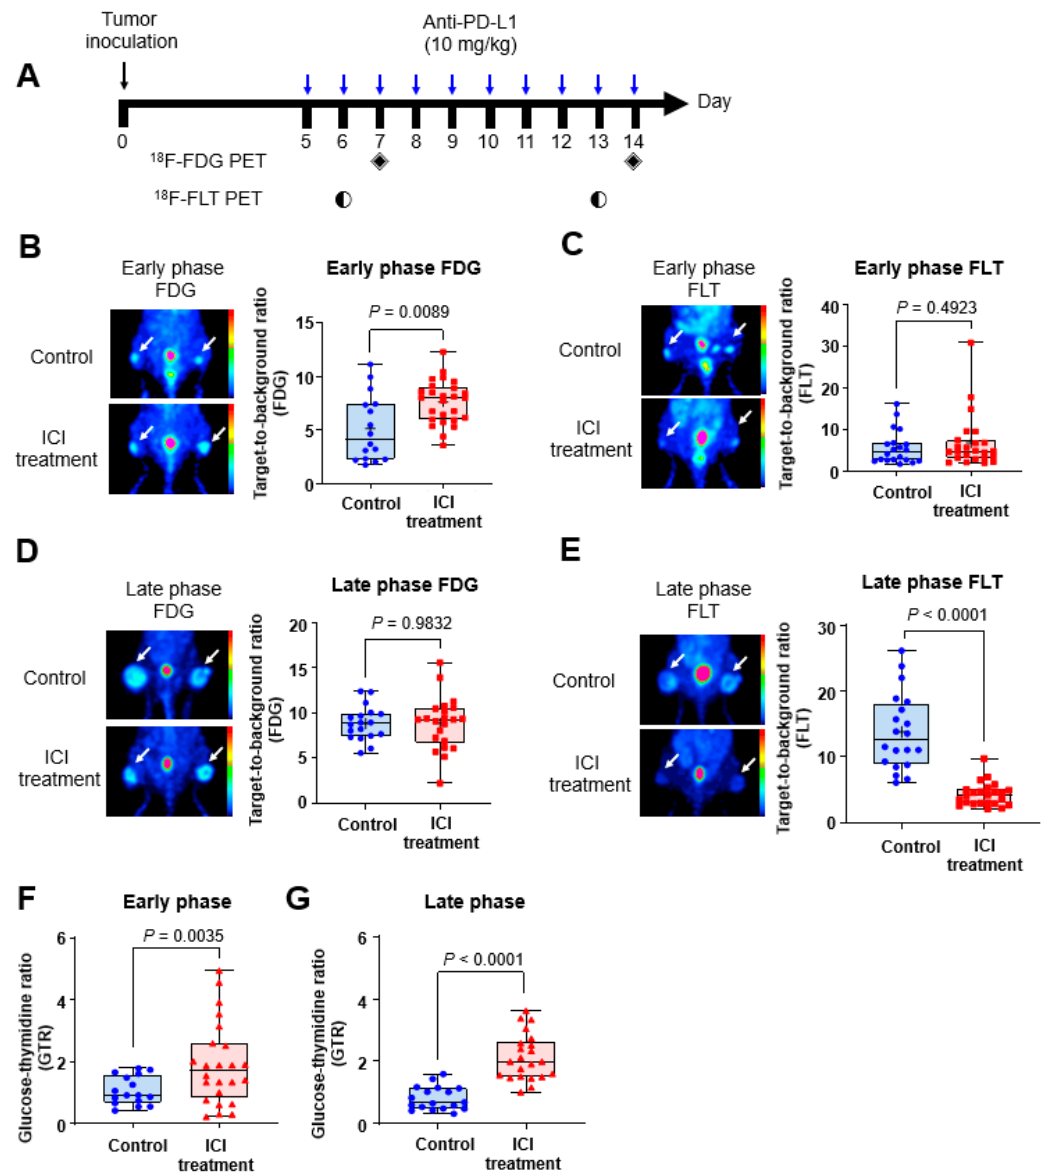 Tumor
inoculation
Anti-PD-L1
(10 mg/kg)
A
Day
0 5 6 7 8 9 10 11 12 13 14
¹⁸F-FDG PET
¹⁸F-FLT PET
B
Early phase
FDG
Control
ICI
treatment
Early phase FDG
P = 0.0089
Target-to-background ratio
(FDG)
15
10
5
0
Control
ICI
treatment
C
Early phase
FLT
Control
ICI
treatment
Early phase FLT
P = 0.4923
Target-to-background ratio
(FLT)
40
30
20
10
0
Control
ICI
treatment
D
Late phase
FDG
Control
ICI
treatment
Late phase FDG
P = 0.9832
Target-to-background ratio
(FDG)
20
15
10
5
0
Control
ICI
treatment
E
Late phase
FLT
Control
ICI
treatment
Late phase FLT
P < 0.0001
Target-to-background ratio
(FLT)
30
20
10
0
Control
ICI
treatment
F
Early phase
P = 0.0035
Glucose-thymidine ratio
(GTR)
6
4
2
0
Control
ICI
treatment
G
Late phase
P < 0.0001
Glucose-thymidine ratio
(GTR)
6
4
2
0
Control
ICI
treatment